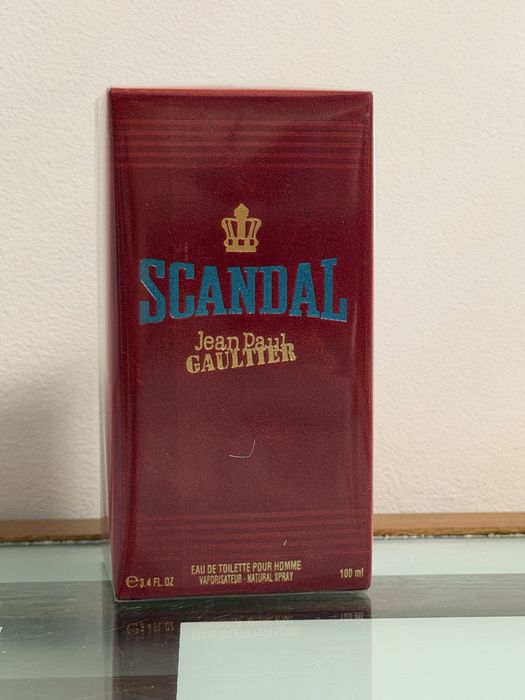 SCANDAL
Jean Paul
GAULTIER
EAU DE TOILETTE POUR HOMME
VAPORISATEUR - NATURAL SPRAY
℮ 3.4 FL. OZ
100 ml